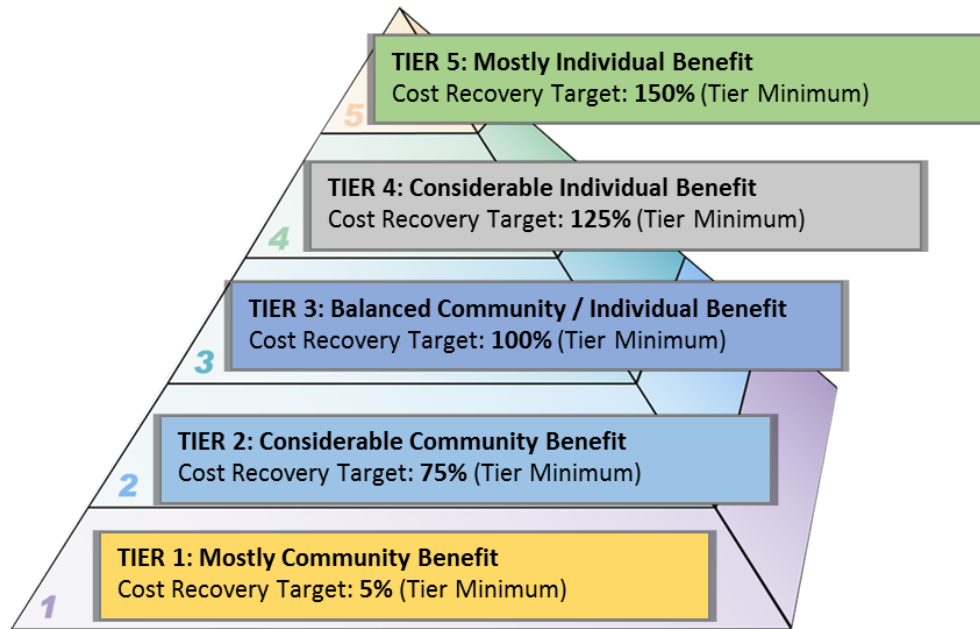 TIER 5: Mostly Individual Benefit
Cost Recovery Target: 150% (Tier Minimum)
5
TIER 4: Considerable Individual Benefit
Cost Recovery Target: 125% (Tier Minimum)
4
TIER 3: Balanced Community / Individual Benefit
Cost Recovery Target: 100% (Tier Minimum)
3
TIER 2: Considerable Community Benefit
Cost Recovery Target: 75% (Tier Minimum)
2
TIER 1: Mostly Community Benefit
Cost Recovery Target: 5% (Tier Minimum)
1